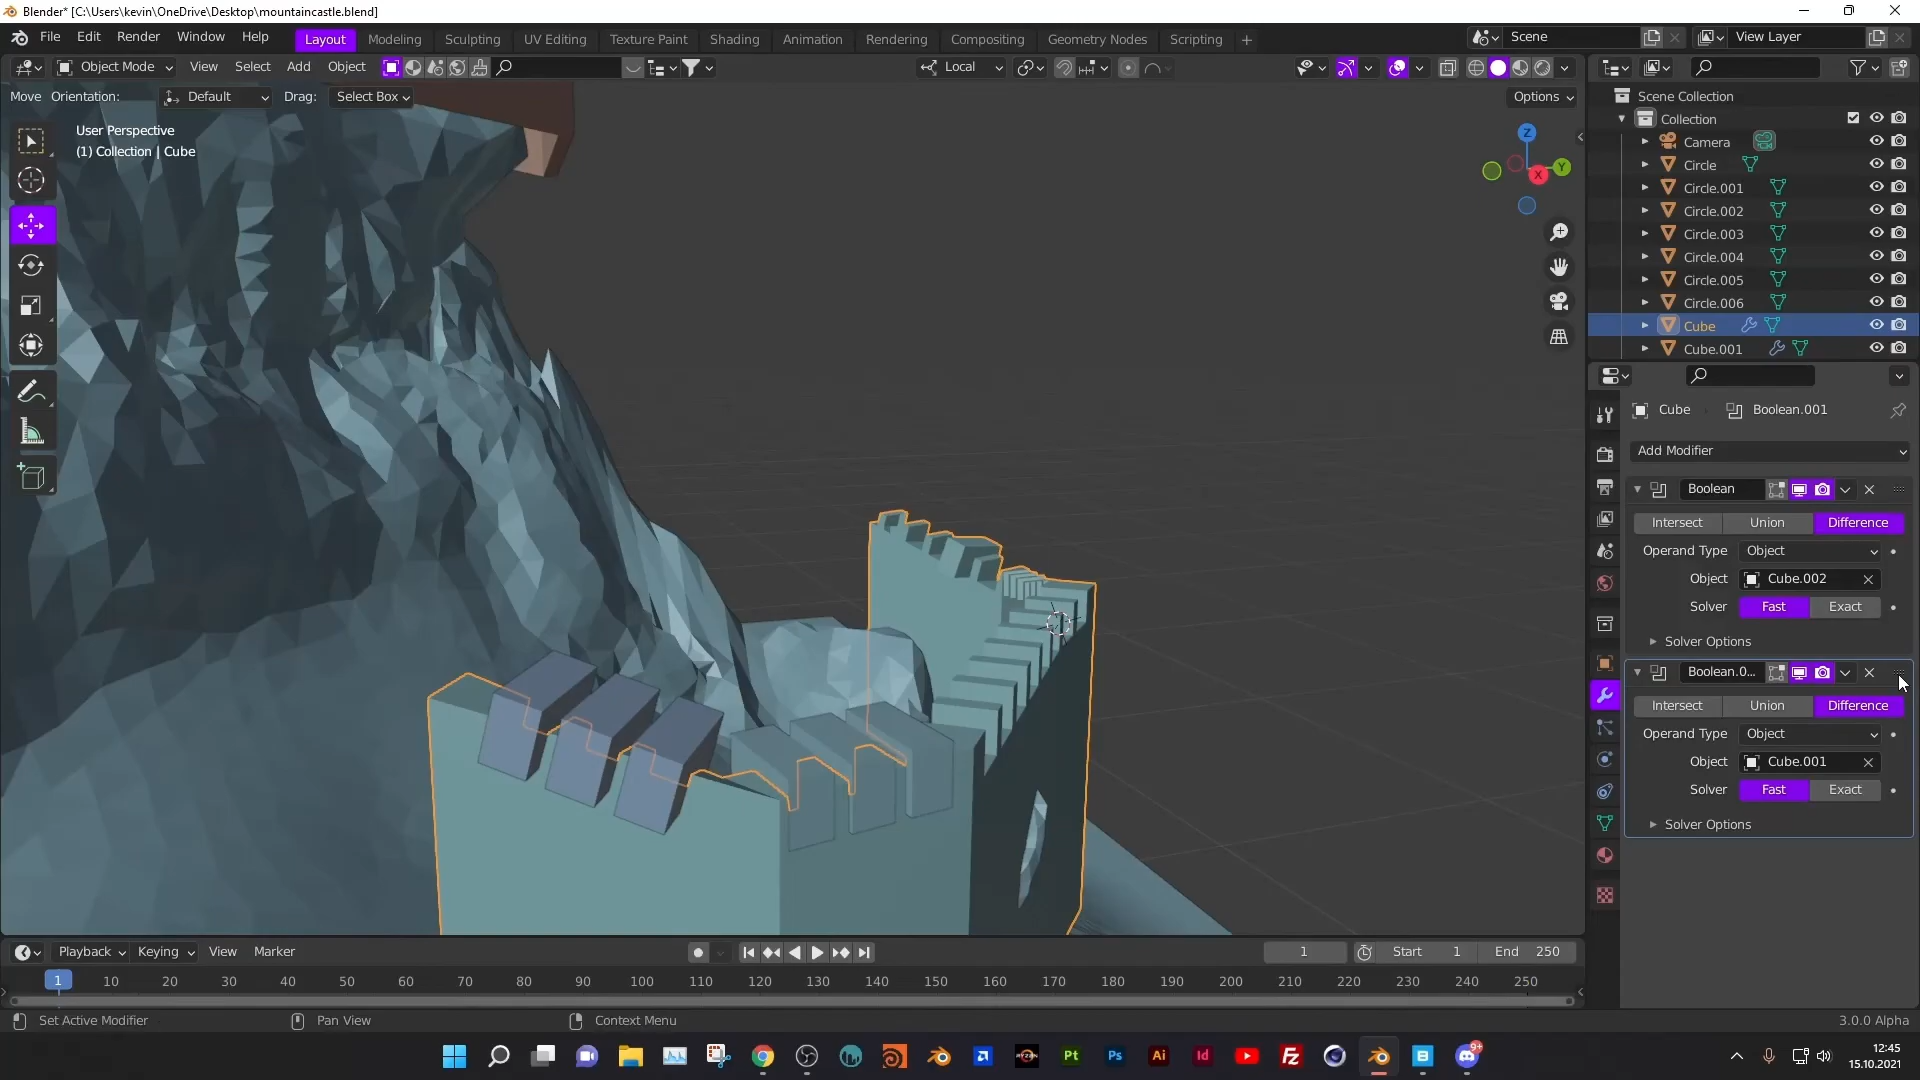 Blender* [C:\Users\kevin\OneDrive\Desktop\mountaincastle.blend]
File Edit Render Window Help Layout Modeling Sculpting UV Editing Texture Paint Shading Animation Rendering Compositing Geometry Nodes Scripting + Scene View Layer
Object Mode View Select Add Object Local
Move Orientation: Default Drag: Select Box Options
User Perspective
(1) Collection | Cube
Z
Y
X
Scene Collection
Collection
Camera
Circle
Circle.001
Circle.002
Circle.003
Circle.004
Circle.005
Circle.006
Cube
Cube.001
Cube Boolean.001
Add Modifier
Boolean
Intersect Union Difference
Operand Type Object
Object Cube.002
Solver Fast Exact
Solver Options
Boolean.0...
Intersect Union Difference
Operand Type Object
Object Cube.001
Solver Fast Exact
Solver Options
Playback Keying View Marker 1 Start 1 End 250
1 10 20 30 40 50 60 70 80 90 100 110 120 130 140 150 160 170 180 190 200 210 220 230 240 250
Set Active Modifier Pan View Context Menu 3.0.0 Alpha
RYZEN Pt Ps Ai Id Fz B 9+
12:45
15.10.2021